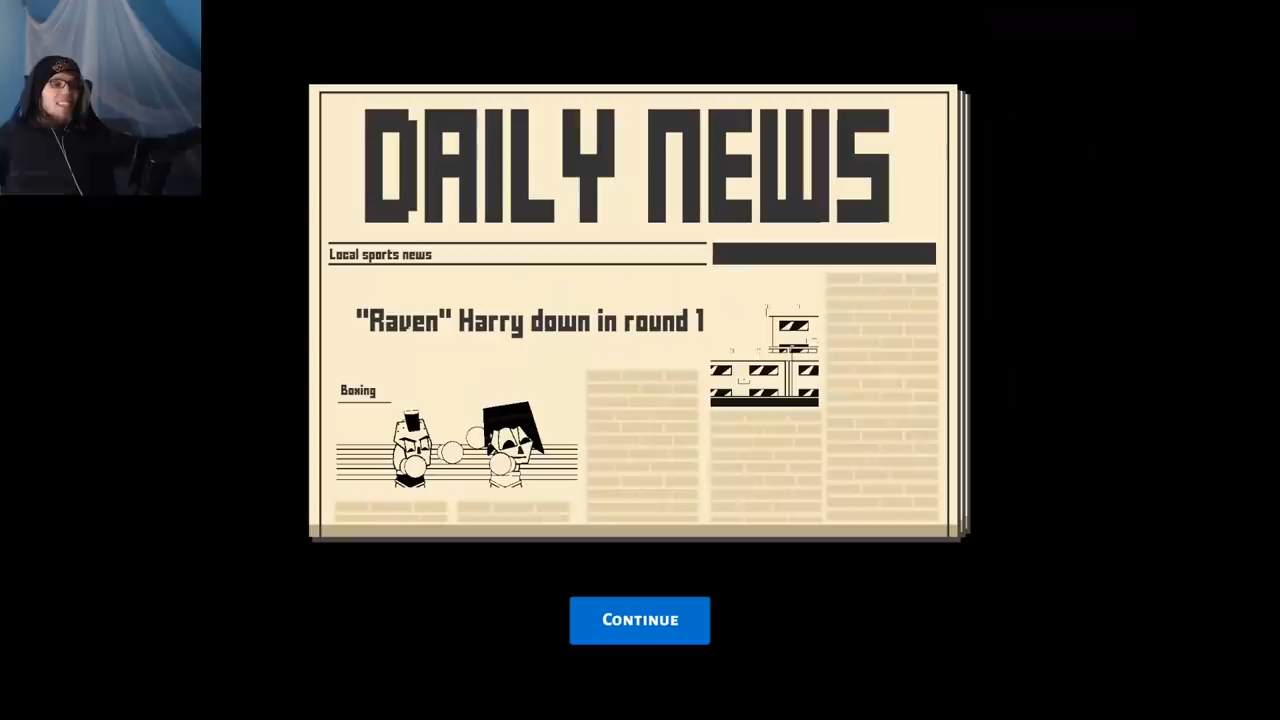 DAILY NEWS
Local sports news
"Raven" Harry down in round 1
Boxing
Continue